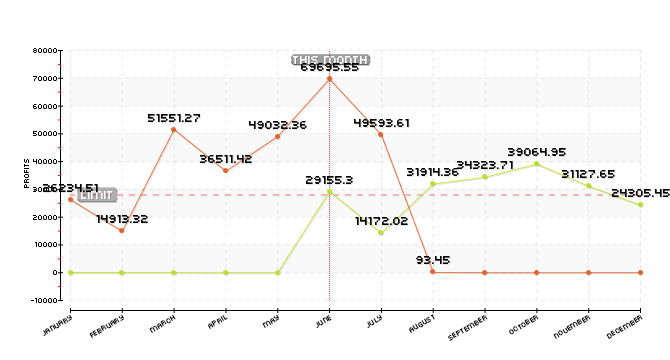 80000
THIS MONTH
70000
69695.55
60000
51551.27
49032.36
49593.61
50000
36511.42
39064.95
40000
31914.36
34323.71
31127.65
29155.3
30000
26234.51
LIMIT
24305.45
20000
14913.32
14172.02
10000
93.45
0
-10000
PROFITS
JANUARY
FEBRUARY
MARCH
APRIL
MAY
JUNE
JULY
AUGUST
SEPTEMBER
OCTOBER
NOVEMBER
DECEMBER